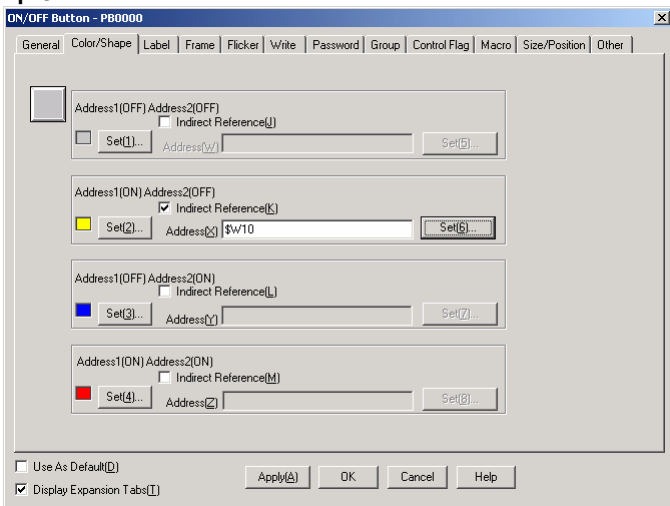 ON/OFF Button - PB0000
General Color/Shape Label Frame Flicker Write Password Group Control Flag Macro Size/Position Other
Address1(OFF) Address2(OFF)
Indirect Reference(J)
Set(1)... Address(W) Set(5)...
Address1(ON) Address2(OFF)
Indirect Reference(K)
Set(2)... Address(X) $W10 Set(6)...
Address1(OFF) Address2(ON)
Indirect Reference(L)
Set(3)... Address(Y) Set(7)...
Address1(ON) Address2(ON)
Indirect Reference(M)
Set(4)... Address(Z) Set(8)...
Use As Default(D)
Display Expansion Tabs(T)
Apply(A) OK Cancel Help